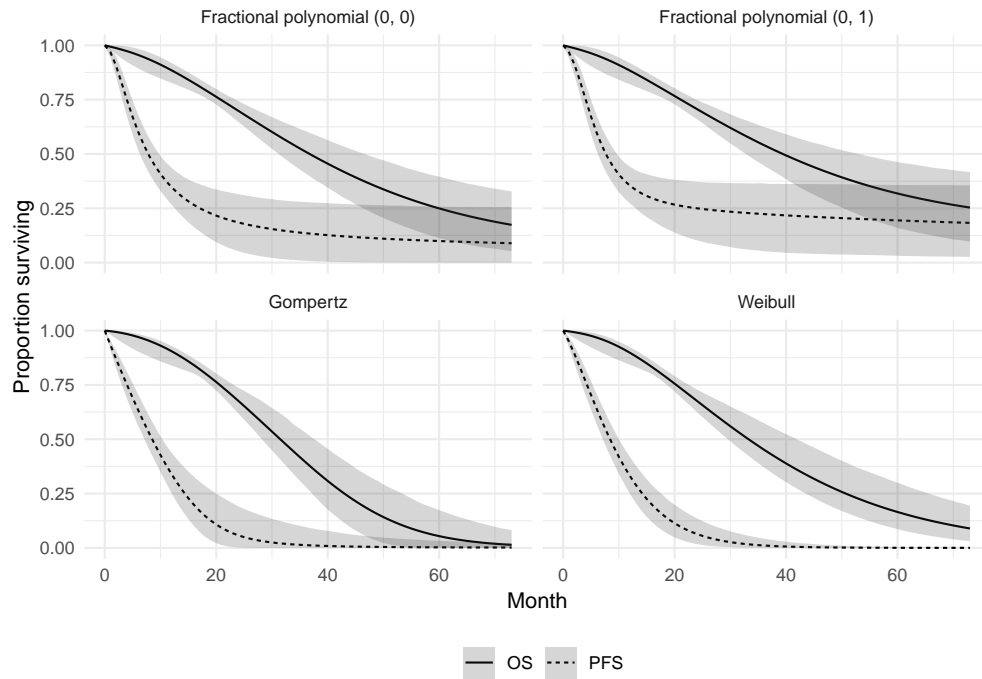 Fractional polynomial (0, 0) Fractional polynomial (0, 1)
1.00
0.75
0.50
0.25
0.00
Gompertz Weibull
1.00
0.75
0.50
0.25
0.00
Proportion surviving
0 20 40 60 0 20 40 60
Month
OS PFS